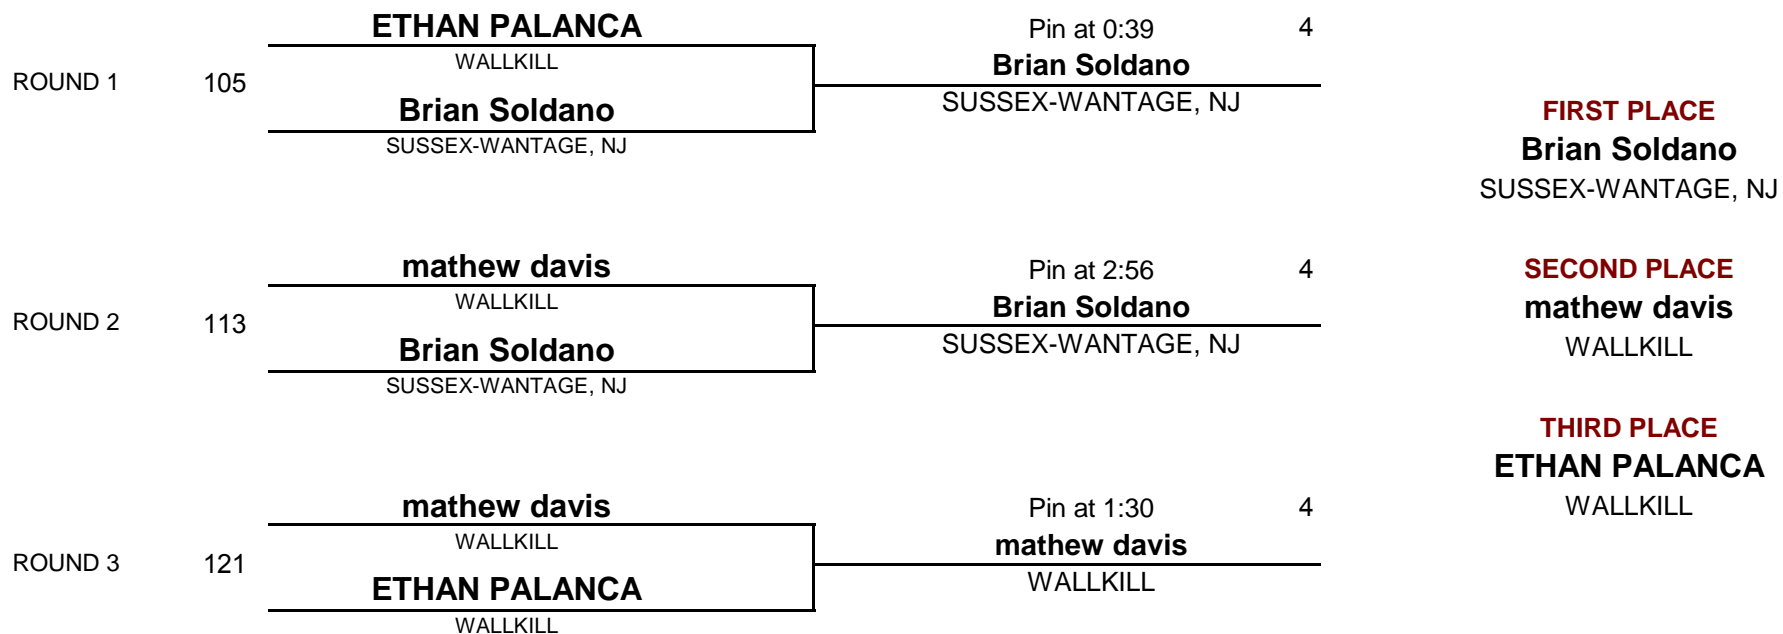 ETHAN PALANCA
Pin at 0:39 4
WALLKILL
Brian Soldano
ROUND 1 105
SUSSEX-WANTAGE, NJ
Brian Soldano
SUSSEX-WANTAGE, NJ
FIRST PLACE
Brian Soldano
SUSSEX-WANTAGE, NJ
mathew davis
Pin at 2:56 4
WALLKILL
Brian Soldano
ROUND 2 113
SUSSEX-WANTAGE, NJ
Brian Soldano
SUSSEX-WANTAGE, NJ
SECOND PLACE
mathew davis
WALLKILL
THIRD PLACE
ETHAN PALANCA
WALLKILL
mathew davis
Pin at 1:30 4
WALLKILL
mathew davis
ROUND 3 121
WALLKILL
ETHAN PALANCA
WALLKILL